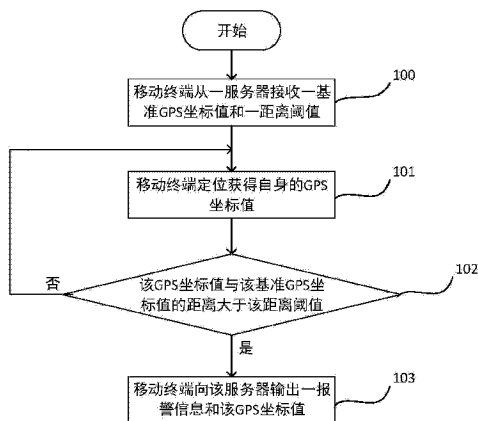 开始
移动终端从一服务器接收一基
准GPS坐标值和一距离阈值
100
移动终端定位获得自身的GPS
坐标值
101
该GPS坐标值与该基准GPS坐
标值的距离大于该距离阈值
102
否
是
移动终端向该服务器输出一报
警信息和该GPS坐标值
103